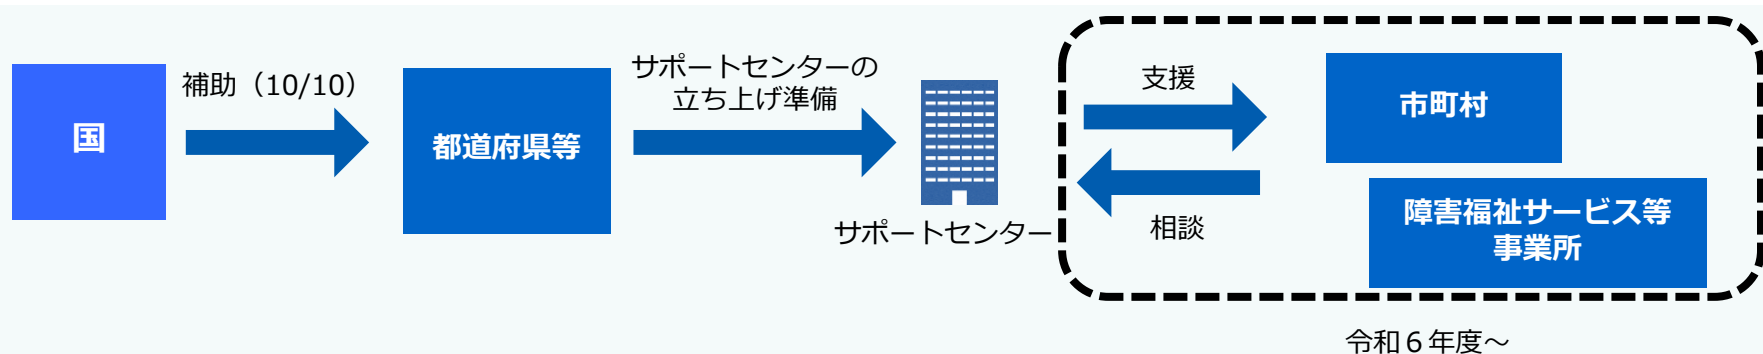 国
補助（10/10）
都道府県等
サポートセンターの
立ち上げ準備
サポートセンター
支援
相談
市町村
障害福祉サービス等
事業所
令和６年度～